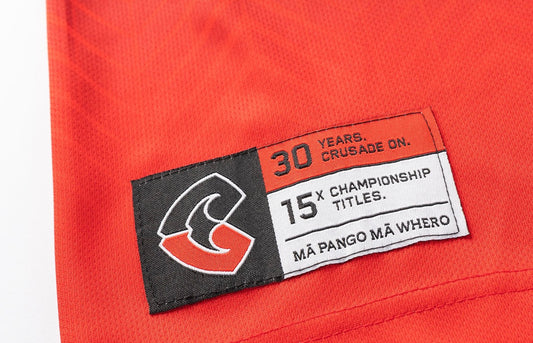 30 YEARS.
CRUSADE ON.
15X CHAMPIONSHIP
TITLES.
MĀ PANGO MĀ WHERO